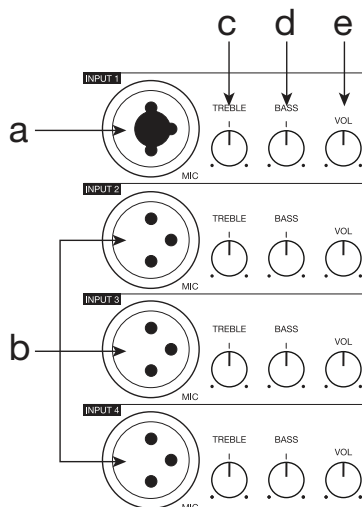 c d e
INPUT 1
TREBLE BASS VOL
a
MIC
INPUT 2
TREBLE BASS VOL
MIC
INPUT 3
TREBLE BASS VOL
b
MIC
INPUT 4
TREBLE BASS VOL
MIC